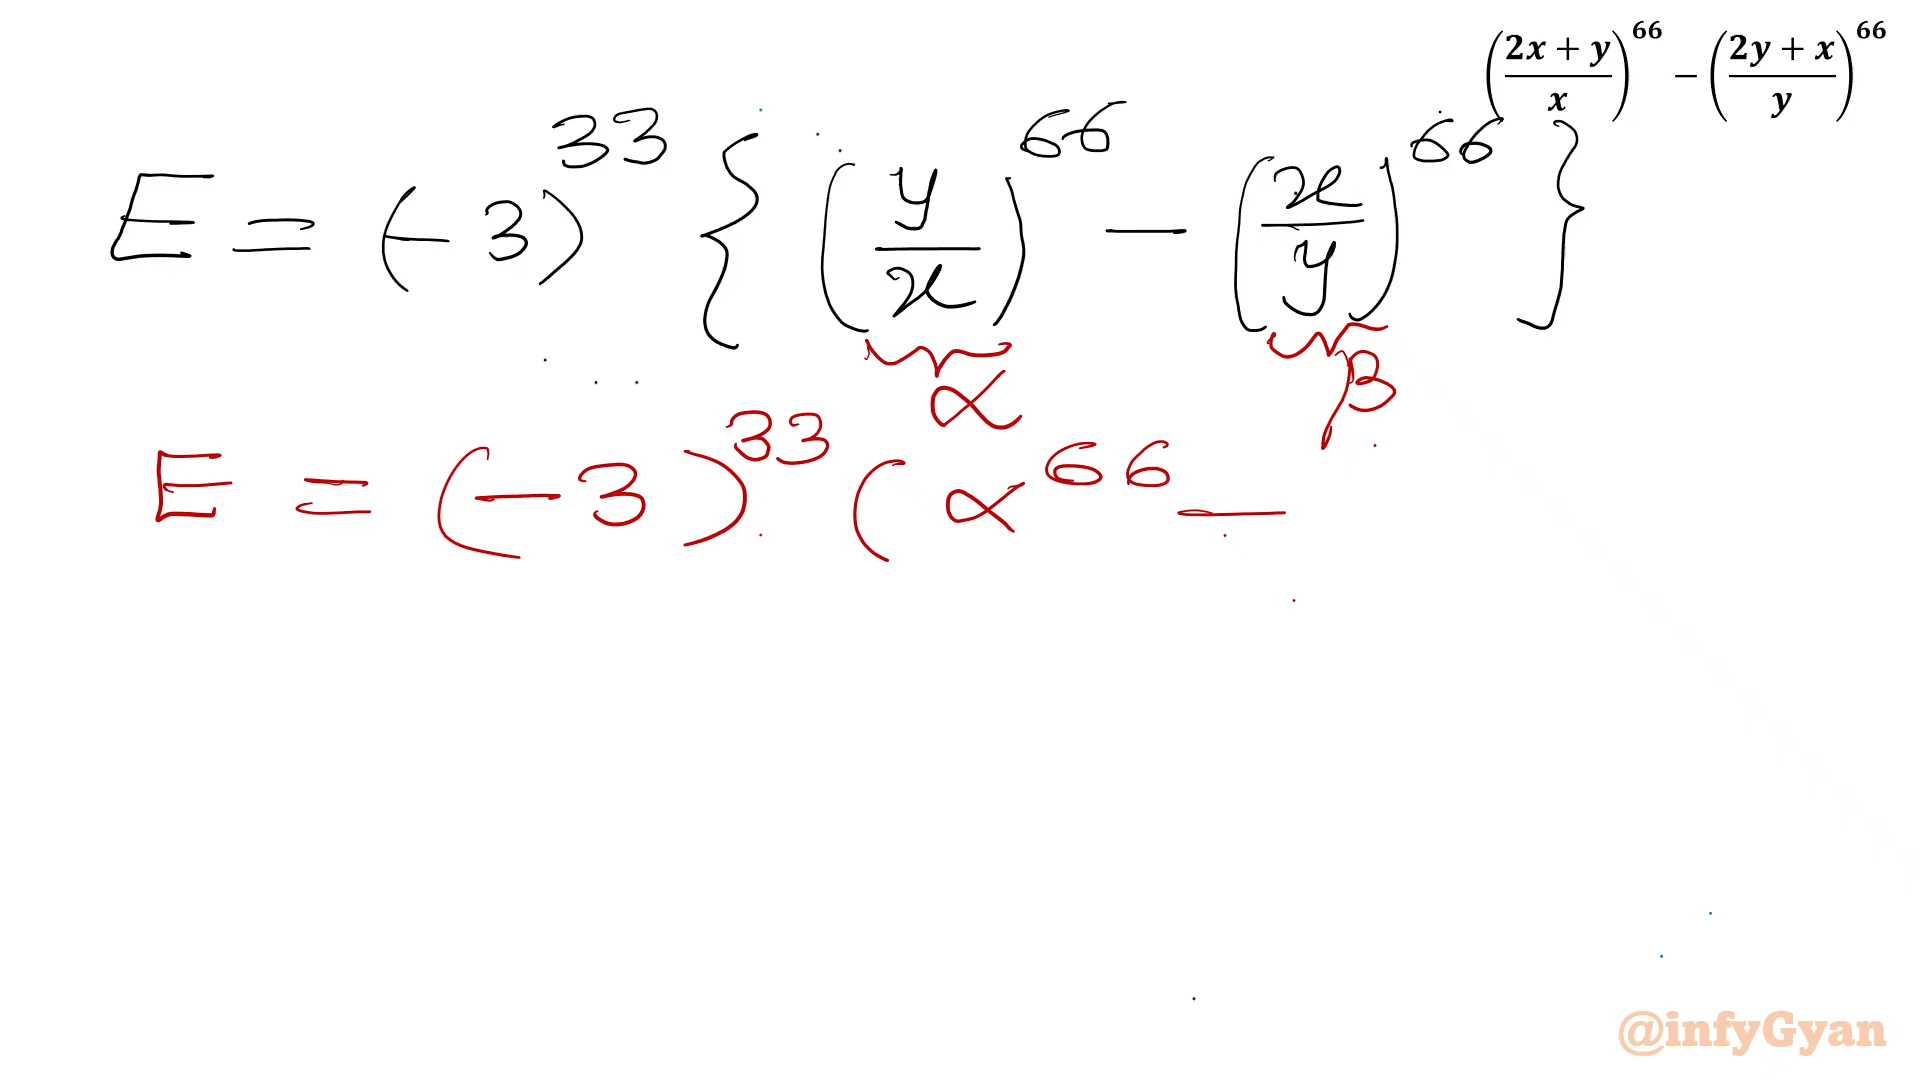 (2x + y / x)^66 − (2y + x / y)^66
E = (−3)^33 { (y/x)^66 − (x/y)^66 }
α β
E = (−3)^33 (α^66 −
@infyGyan